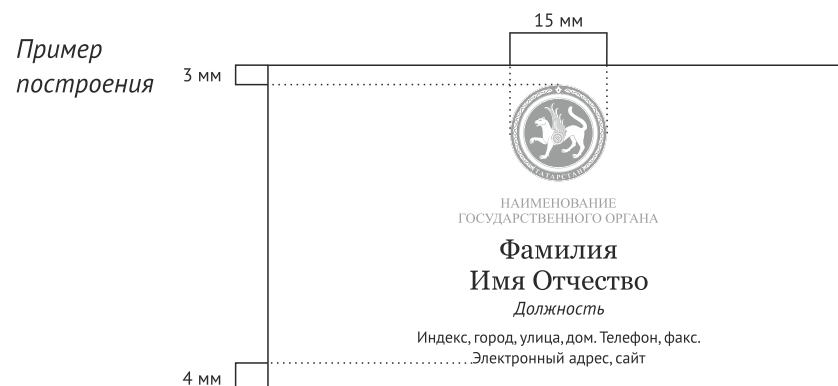 15 мм
Пример
построения
3 мм
ТАТАРСТАН
НАИМЕНОВАНИЕ
ГОСУДАРСТВЕННОГО ОРГАНА
Фамилия
Имя Отчество
Должность
Индекс, город, улица, дом. Телефон, факс.
Электронный адрес, сайт
4 мм